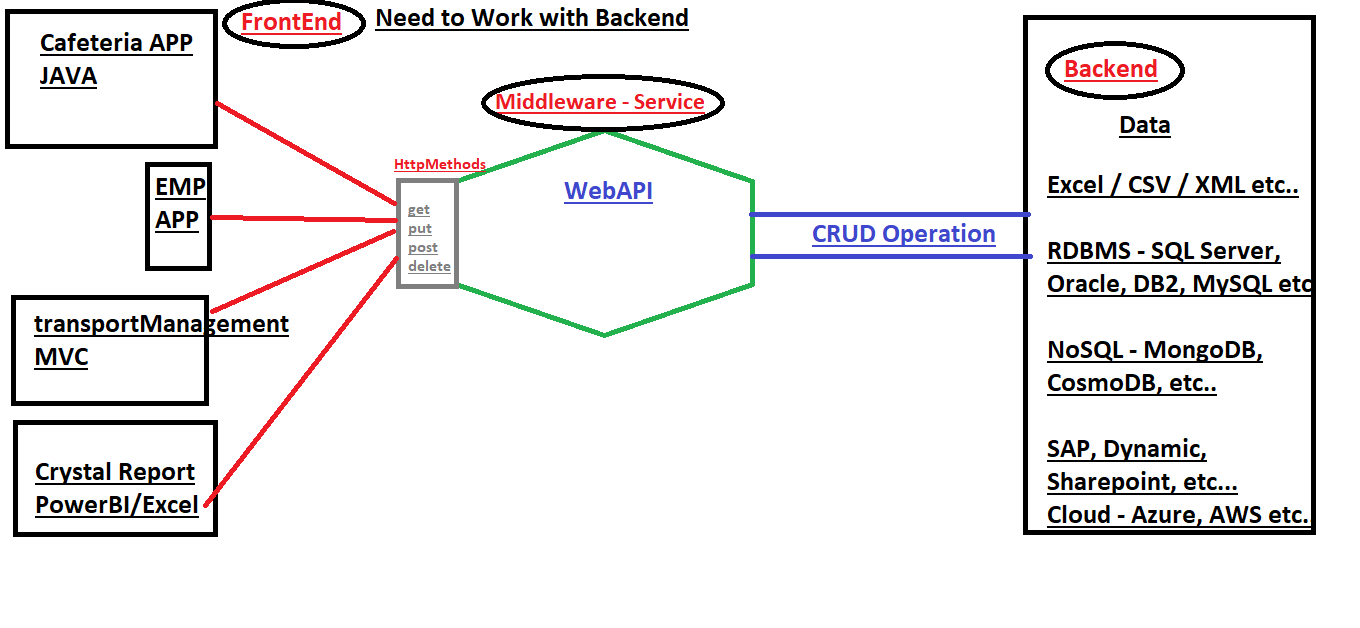 FrontEnd
Need to Work with Backend
Cafeteria APP
JAVA
EMP
APP
transportManagement
MVC
Crystal Report
PowerBI/Excel
HttpMethods
get
put
post
delete
Middleware - Service
WebAPI
CRUD Operation
Backend
Data
Excel / CSV / XML etc..
RDBMS - SQL Server,
Oracle, DB2, MySQL etc
NoSQL - MongoDB,
CosmoDB, etc..
SAP, Dynamic,
Sharepoint, etc...
Cloud - Azure, AWS etc..